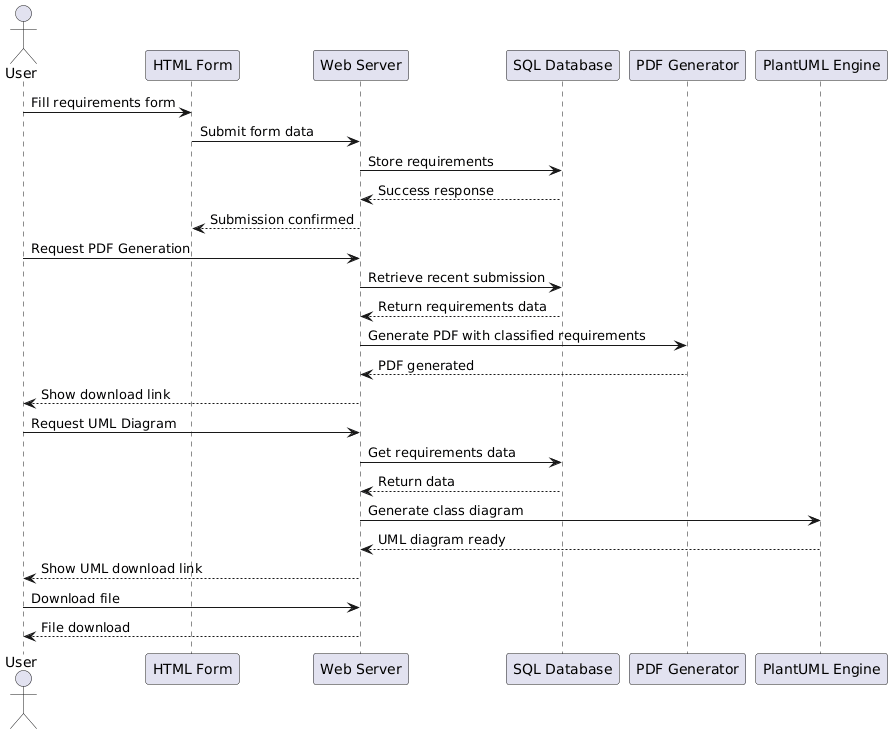 User
HTML Form
Web Server
SQL Database
PDF Generator
PlantUML Engine
Fill requirements form
Submit form data
Store requirements
Success response
Submission confirmed
Request PDF Generation
Retrieve recent submission
Return requirements data
Generate PDF with classified requirements
PDF generated
Show download link
Request UML Diagram
Get requirements data
Return data
Generate class diagram
UML diagram ready
Show UML download link
Download file
File download
User
HTML Form
Web Server
SQL Database
PDF Generator
PlantUML Engine